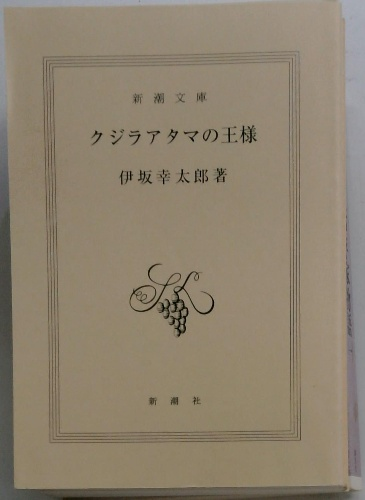 新潮文庫
クジラアタマの王様
伊坂幸太郎著
新潮社